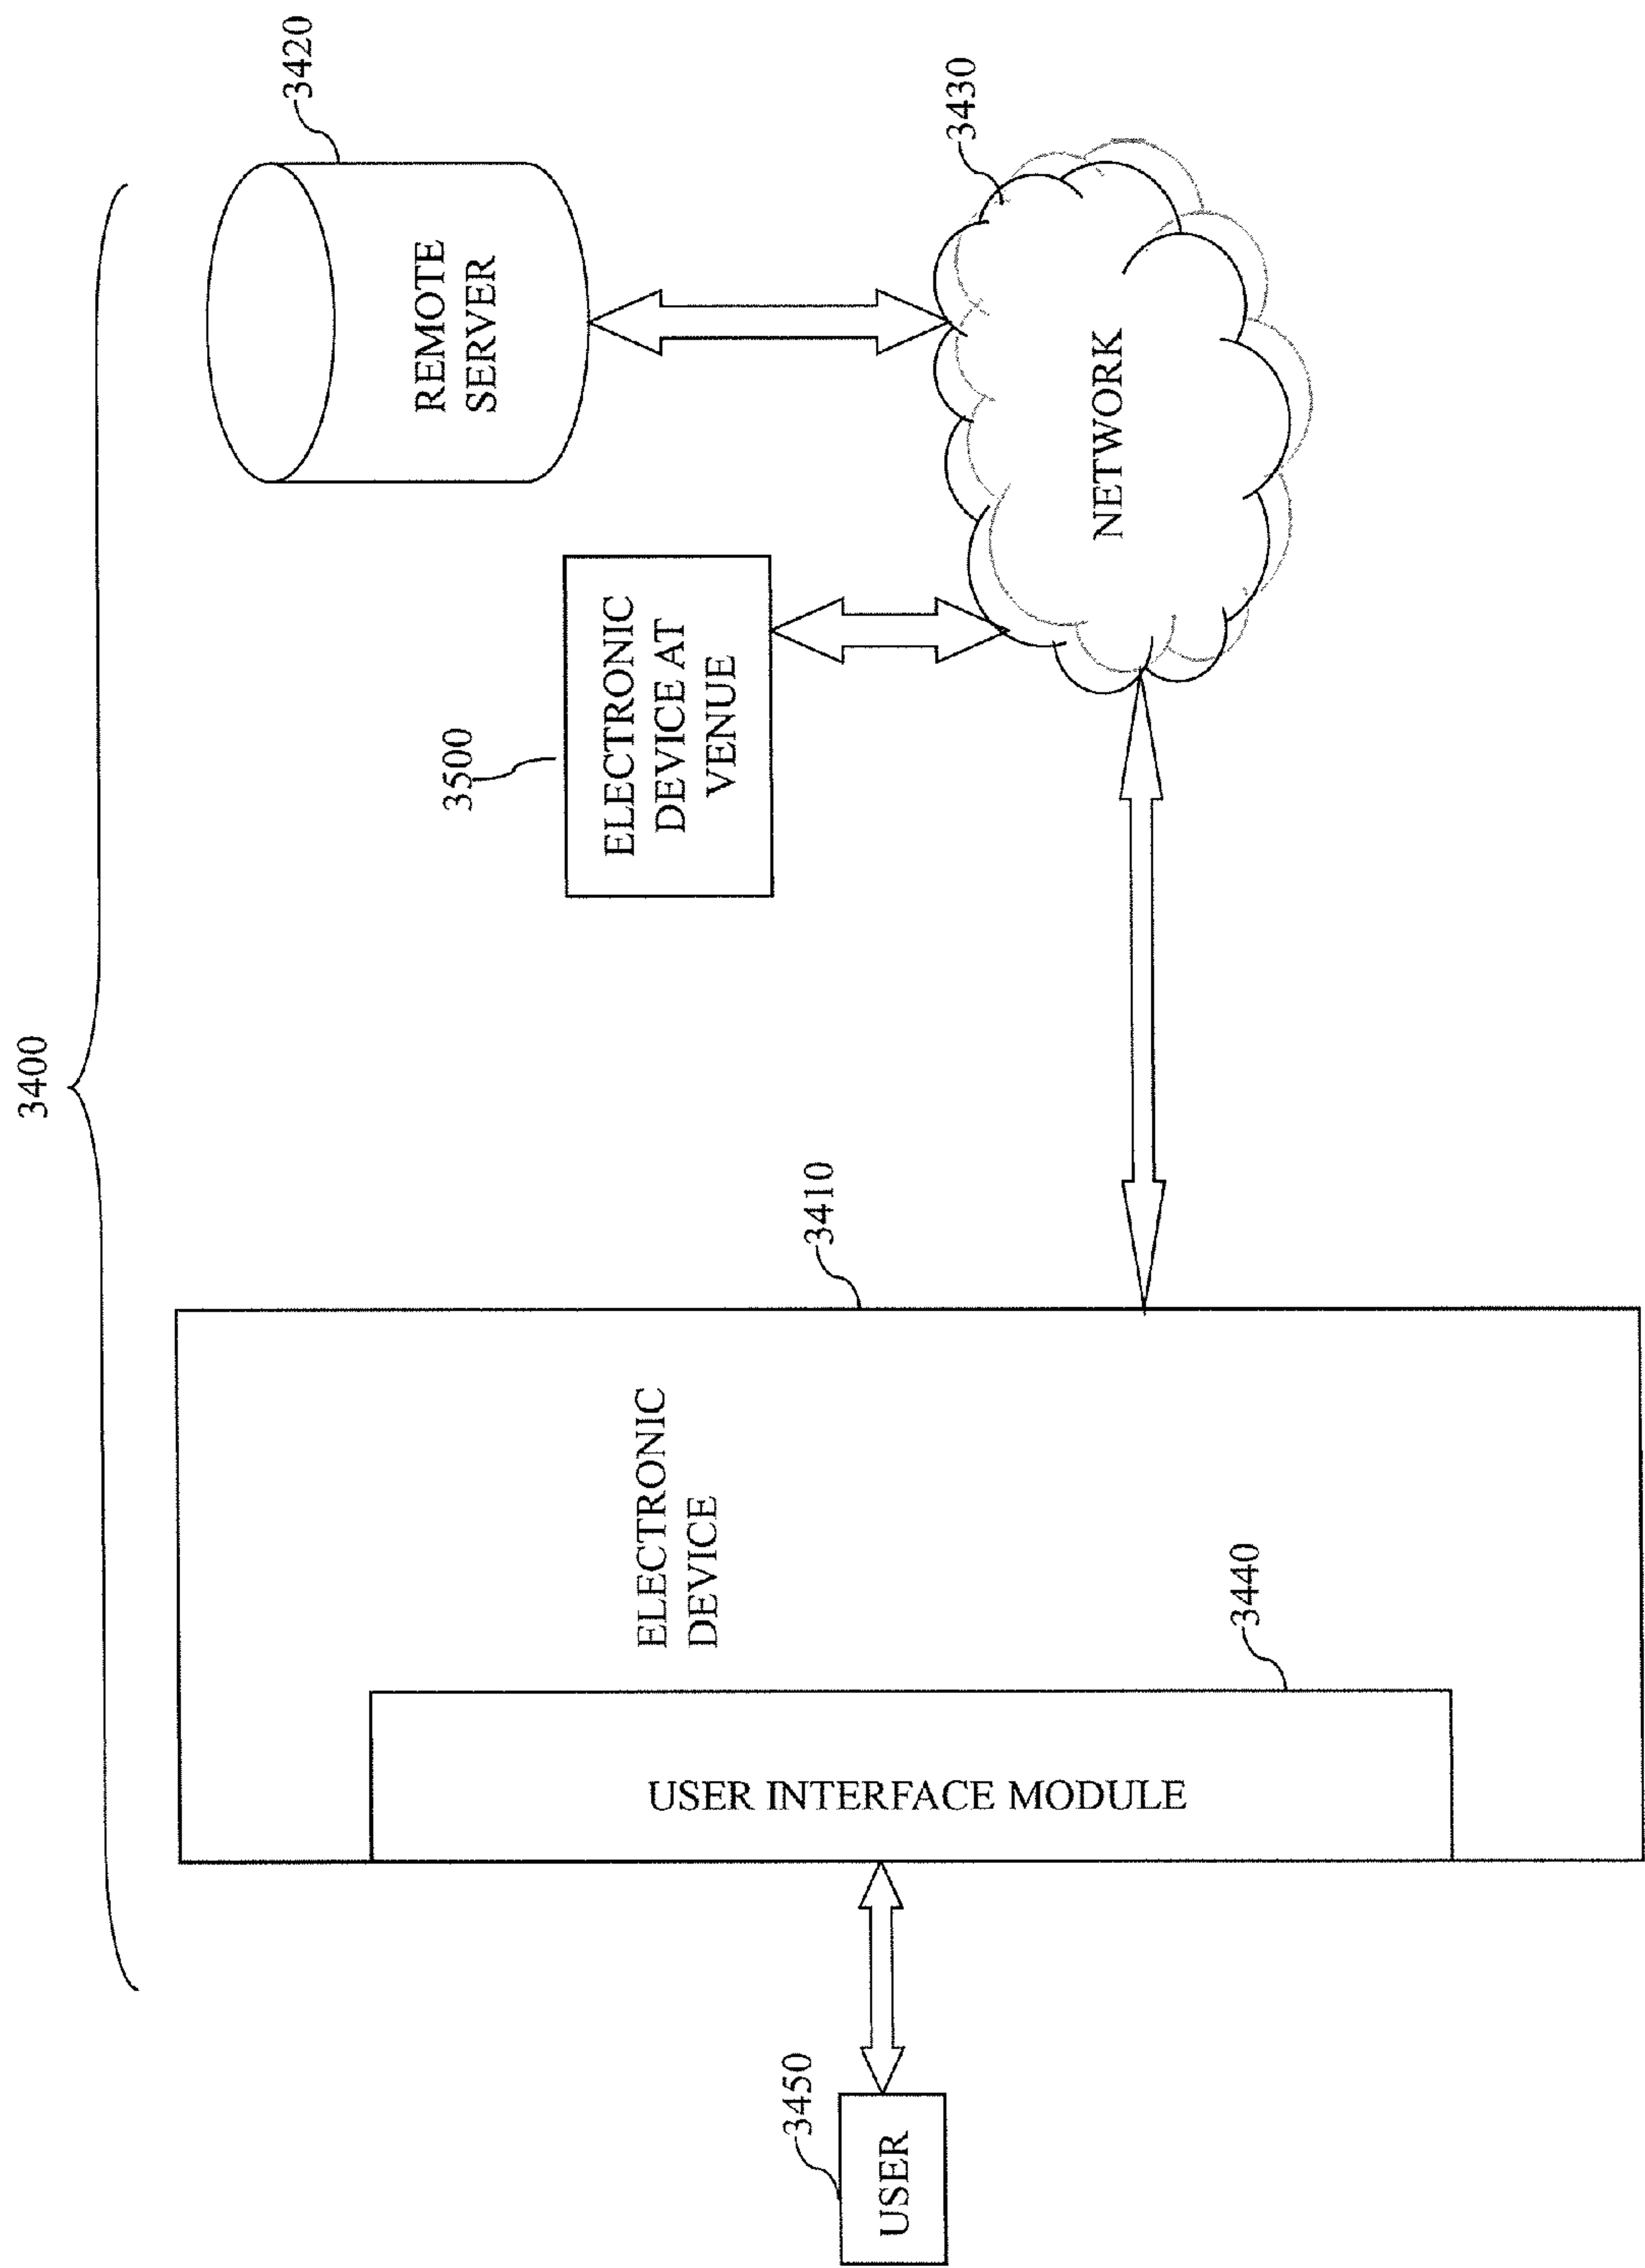 3400
3420
REMOTE
SERVER
3500
ELECTRONIC
DEVICE AT
VENUE
3430
NETWORK
3410
ELECTRONIC
DEVICE
3440
USER INTERFACE MODULE
3450
USER